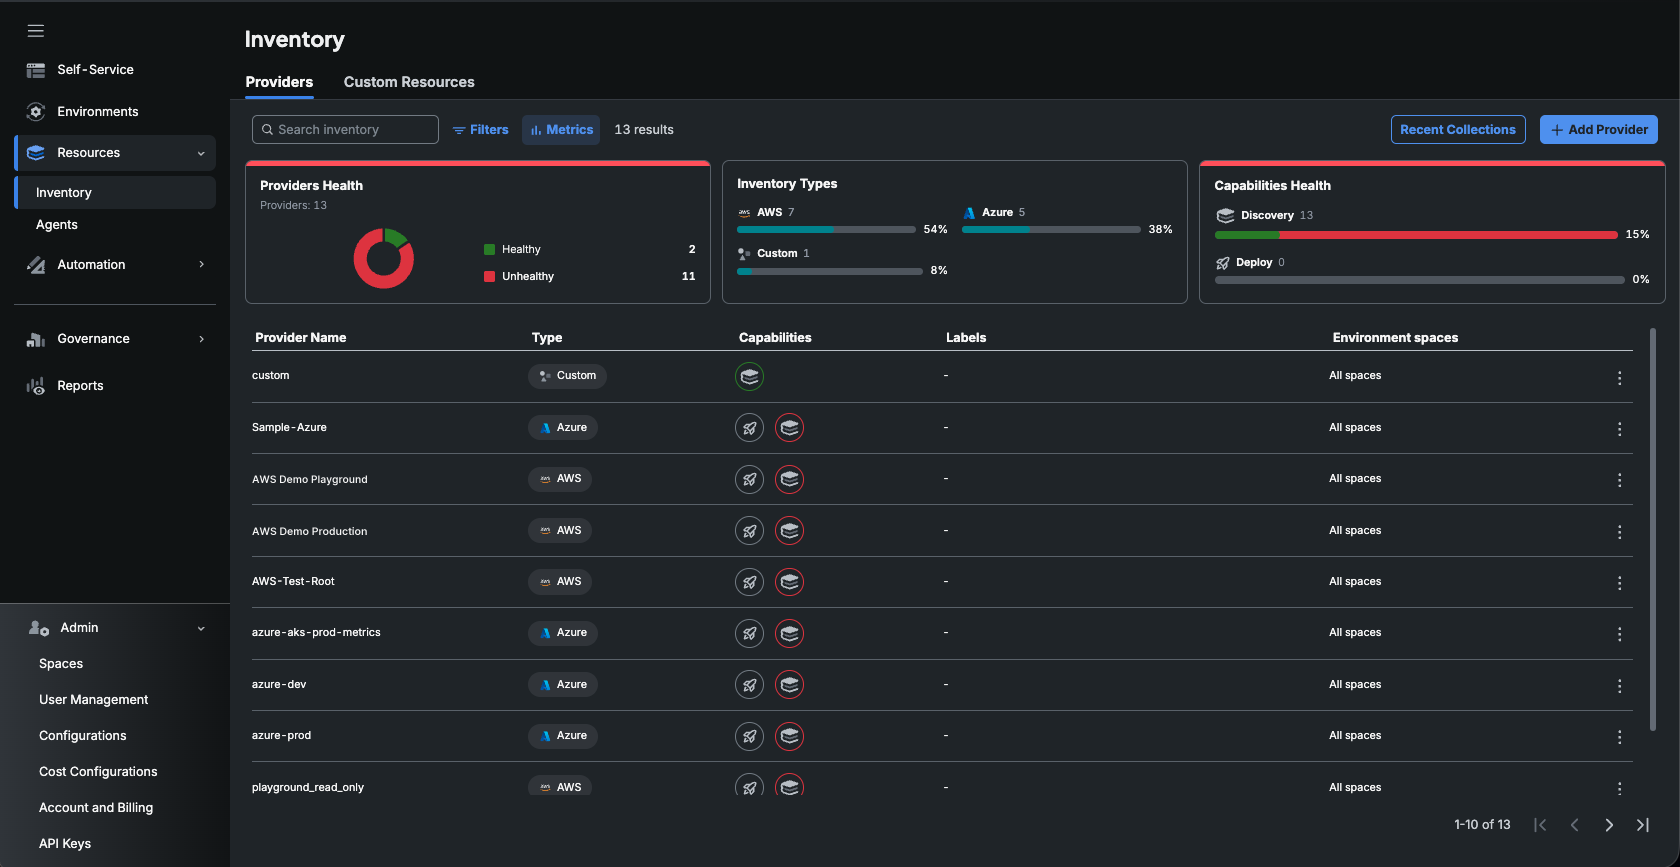 Self-Service
Environments
Resources
Inventory
Agents
Automation
Governance
Reports
Admin
Spaces
User Management
Configurations
Cost Configurations
Account and Billing
API Keys
Inventory
Providers Custom Resources
Search inventory Filters Metrics 13 results Recent Collections + Add Provider
Providers Health
Providers: 13
Healthy 2
Unhealthy 11
Inventory Types
aws AWS 7 54%
Azure 5 38%
Custom 1 8%
Capabilities Health
Discovery 13
15%
Deploy 0
0%
Provider Name Type Capabilities Labels Environment spaces
custom Custom - All spaces
Sample-Azure Azure - All spaces
AWS Demo Playground aws AWS - All spaces
AWS Demo Production aws AWS - All spaces
AWS-Test-Root aws AWS - All spaces
azure-aks-prod-metrics Azure - All spaces
azure-dev Azure - All spaces
azure-prod Azure - All spaces
playground_read_only aws AWS - All spaces
1-10 of 13